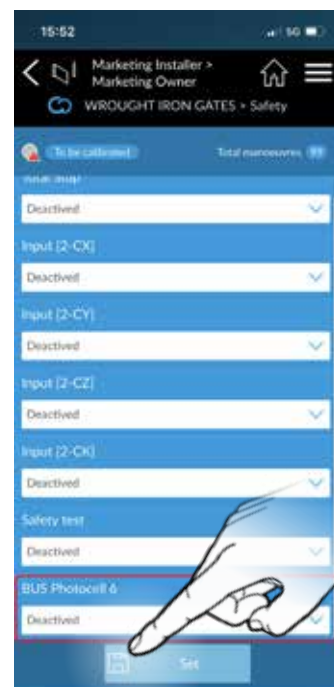 15:52
5G
Marketing Installer >
Marketing Owner
WROUGHT IRON GATES > Safety
To be calibrated
Total manoeuvres
Deactived
Input [2-CX]
Deactived
Input [2-CY]
Deactived
Input [2-CZ]
Deactived
Input [2-CX]
Deactived
Safety test
Deactived
BUS Photocell 6
Deactived
Set